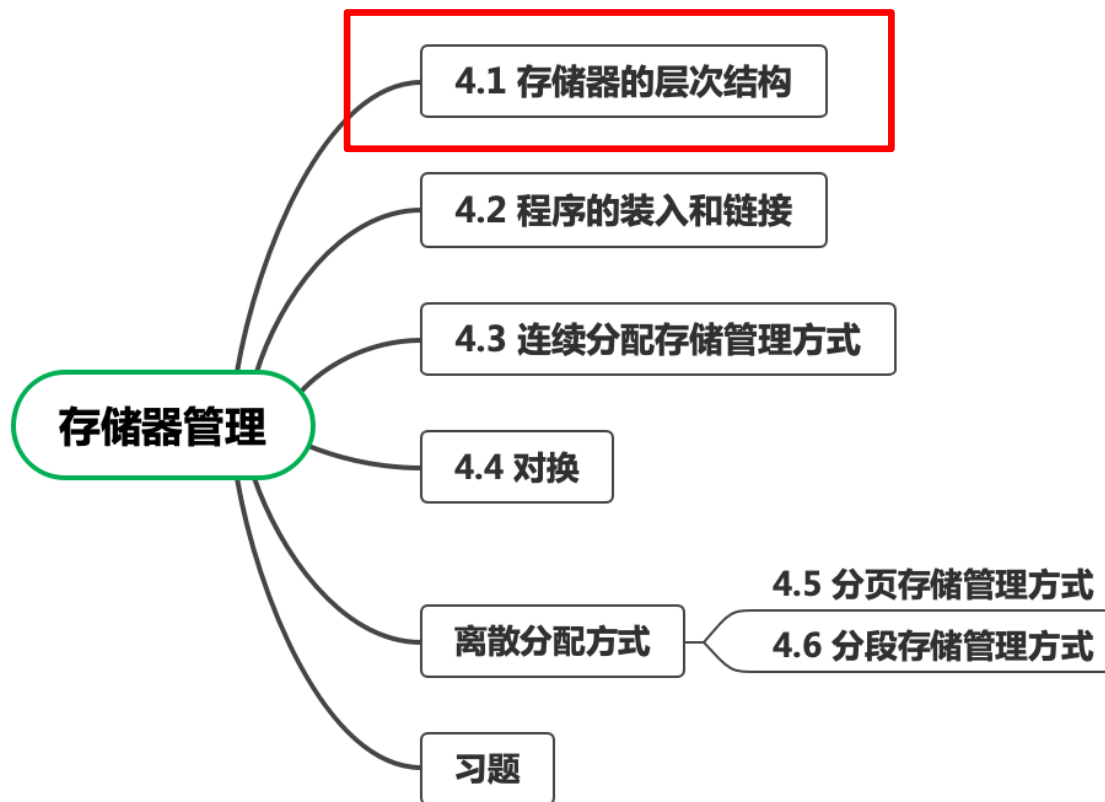 4.1 存储器的层次结构
4.2 程序的装入和链接
4.3 连续分配存储管理方式
存储器管理
4.4 对换
4.5 分页存储管理方式
离散分配方式
4.6 分段存储管理方式
习题